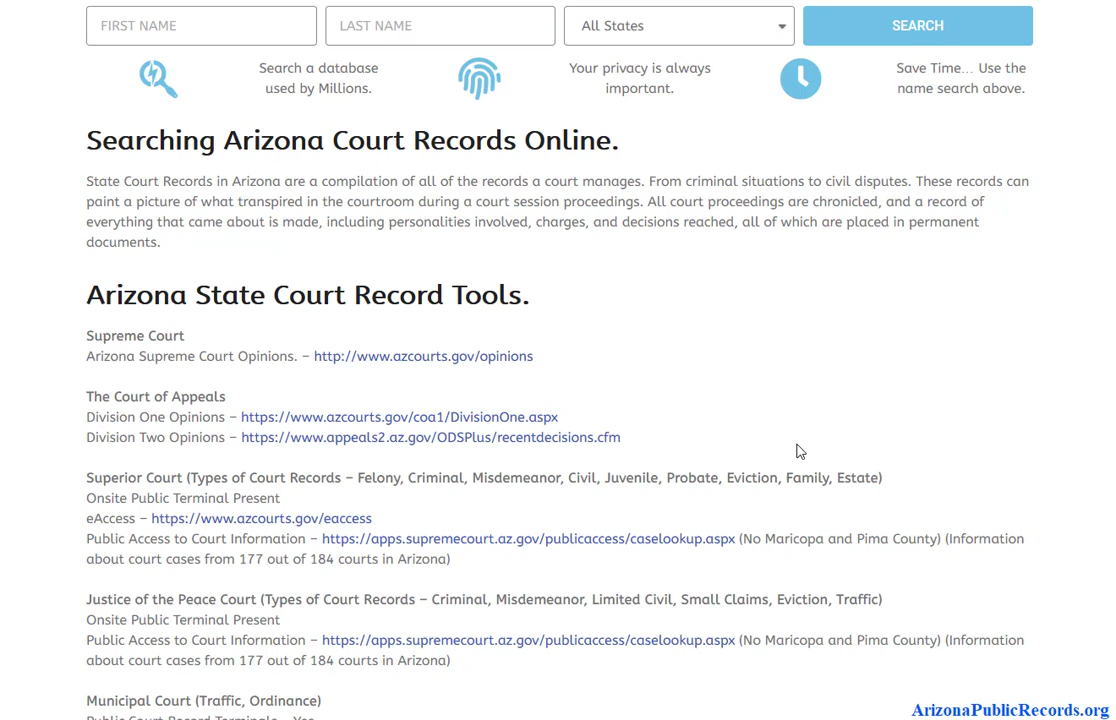 FIRST NAME
LAST NAME
All States
SEARCH
Search a database
used by Millions.
Your privacy is always
important.
Save Time... Use the
name search above.
Searching Arizona Court Records Online.
State Court Records in Arizona are a compilation of all of the records a court manages. From criminal situations to civil disputes. These records can
paint a picture of what transpired in the courtroom during a court session proceedings. All court proceedings are chronicled, and a record of
everything that came about is made, including personalities involved, charges, and decisions reached, all of which are placed in permanent
documents.
Arizona State Court Record Tools.
Supreme Court
Arizona Supreme Court Opinions. – http://www.azcourts.gov/opinions
The Court of Appeals
Division One Opinions – https://www.azcourts.gov/coa1/DivisionOne.aspx
Division Two Opinions – https://www.appeals2.az.gov/ODSPlus/recentdecisions.cfm
Superior Court (Types of Court Records – Felony, Criminal, Misdemeanor, Civil, Juvenile, Probate, Eviction, Family, Estate)
Onsite Public Terminal Present
eAccess – https://www.azcourts.gov/eaccess
Public Access to Court Information – https://apps.supremecourt.az.gov/publicaccess/caselookup.aspx (No Maricopa and Pima County) (Information
about court cases from 177 out of 184 courts in Arizona)
Justice of the Peace Court (Types of Court Records – Criminal, Misdemeanor, Limited Civil, Small Claims, Eviction, Traffic)
Onsite Public Terminal Present
Public Access to Court Information – https://apps.supremecourt.az.gov/publicaccess/caselookup.aspx (No Maricopa and Pima County) (Information
about court cases from 177 out of 184 courts in Arizona)
Municipal Court (Traffic, Ordinance)
Public Court Record Terminals – Yes
ArizonaPublicRecords.org